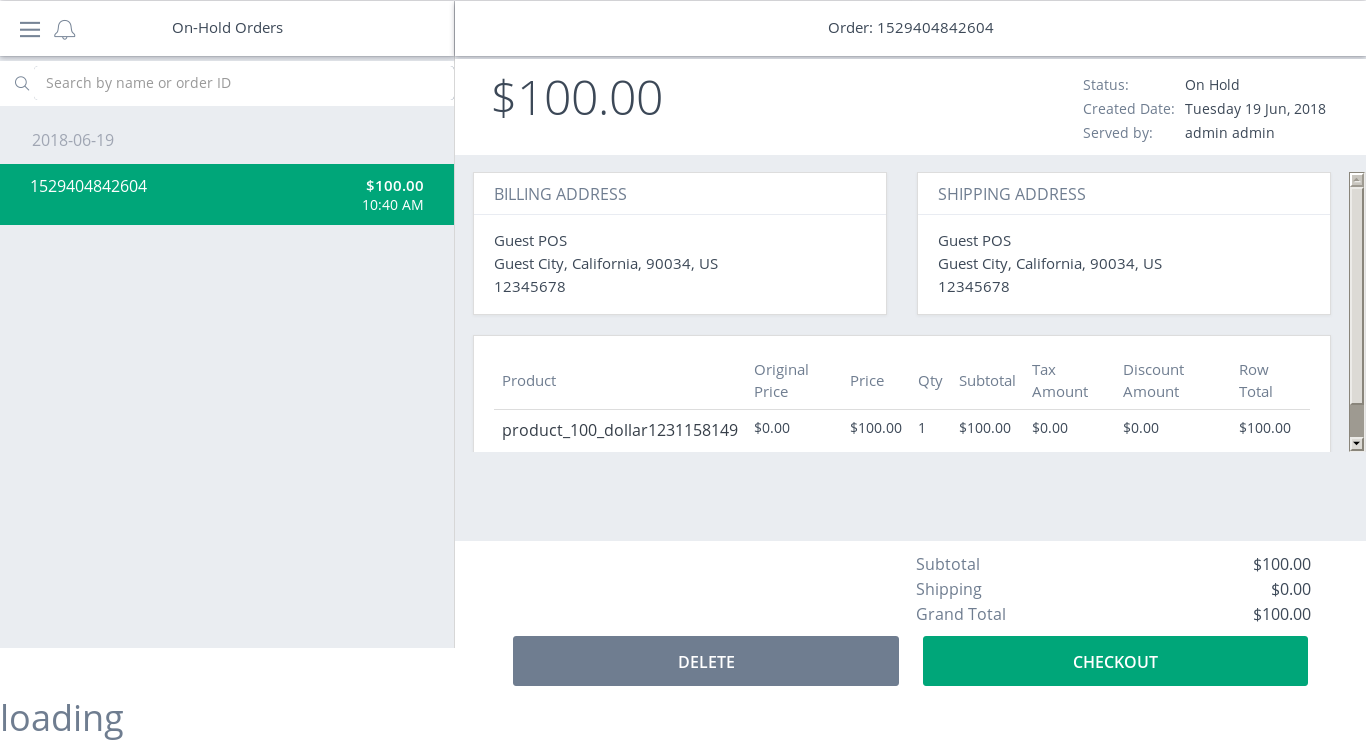 On-Hold Orders
Order: 1529404842604
Search by name or order ID
2018-06-19
1529404842604 $100.00
10:40 AM
$100.00
Status: On Hold
Created Date: Tuesday 19 Jun, 2018
Served by: admin admin
BILLING ADDRESS
Guest POS
Guest City, California, 90034, US
12345678
SHIPPING ADDRESS
Guest POS
Guest City, California, 90034, US
12345678
Product Original Price Price Qty Subtotal Tax Amount Discount Amount Row Total
product_100_dollar1231158149 $0.00 $100.00 1 $100.00 $0.00 $0.00 $100.00
Subtotal $100.00
Shipping $0.00
Grand Total $100.00
DELETE CHECKOUT
loading